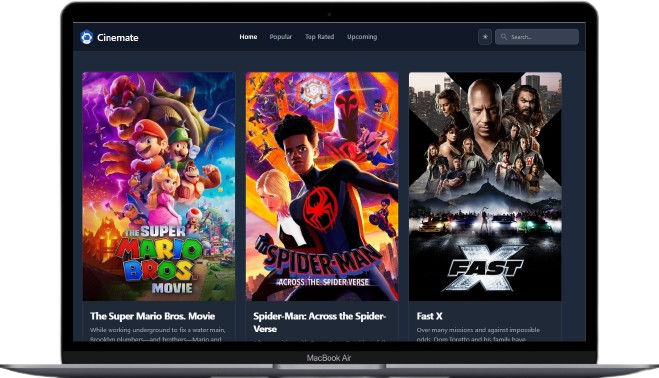 Cinemate
Home Popular Top Rated Upcoming
Search...
THE SUPER
MARIO
BROS
MOVIE
SPIDER-MAN
ACROSS THE SPIDER-VERSE
FAST X
The Super Mario Bros. Movie
While working underground to fix a water main,
Brooklyn plumbers—and brothers—Mario and
Spider-Man: Across the Spider-
Verse
Fast X
Over many missions and against impossible
odds, Dom Toretto and his family have
MacBook Air